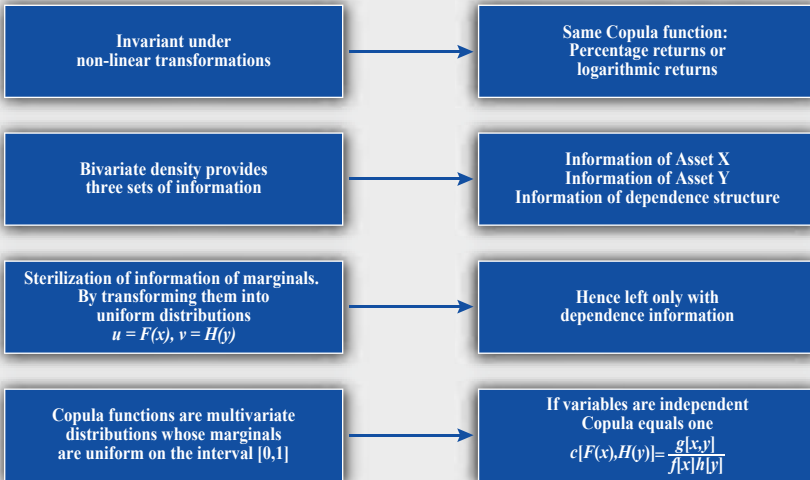 Invariant under
non-linear transformations
Same Copula function:
Percentage returns or
logarithmic returns
Bivariate density provides
three sets of information
Information of Asset X
Information of Asset Y
Information of dependence structure
Sterilization of information of marginals.
By transforming them into
uniform distributions
u = F(x), v = H(y)
Hence left only with
dependence information
Copula functions are multivariate
distributions whose marginals
are uniform on the interval [0,1]
If variables are independent
Copula equals one
c[F(x),H(y)]= g[x,y] / f[x]h[y]